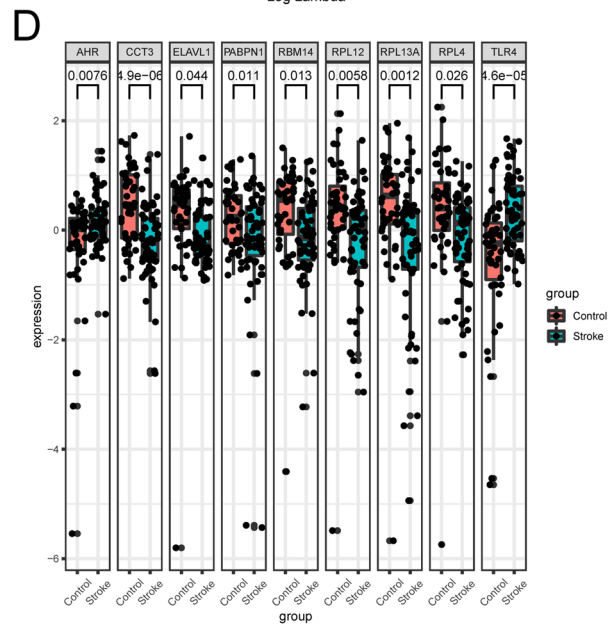 Log Lambda
D
AHR CCT3 ELAVL1 PABPN1 RBM14 RPL12 RPL13A RPL4 TLR4
0.0076 4.9e−06 0.044 0.011 0.013 0.0058 0.0012 0.026 4.6e−05
2
0
−2
−4
−6
expression
group
Control
Stroke
Control Stroke Control Stroke Control Stroke Control Stroke Control Stroke Control Stroke Control Stroke Control Stroke Control Stroke
group